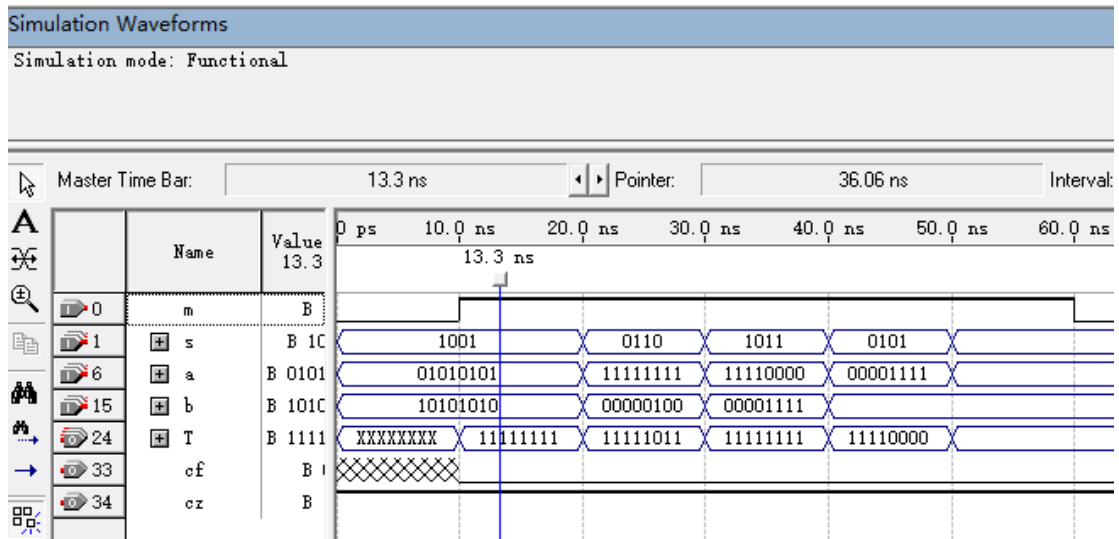 Simulation Waveforms
Simulation mode: Functional
Master Time Bar: 13.3 ns Pointer: 36.06 ns Interval:
Name Value 13.3
0 ps 10.0 ns 20.0 ns 30.0 ns 40.0 ns 50.0 ns 60.0 ns
13.3 ns
0 m B
1 s B 10 1001 0110 1011 0101
6 a B 0101 01010101 11111111 11110000 00001111
15 b B 1010 10101010 00000100 00001111
24 T B 1111 XXXXXXXX 11111111 11111011 11111111 11110000
33 cf B
34 cz B